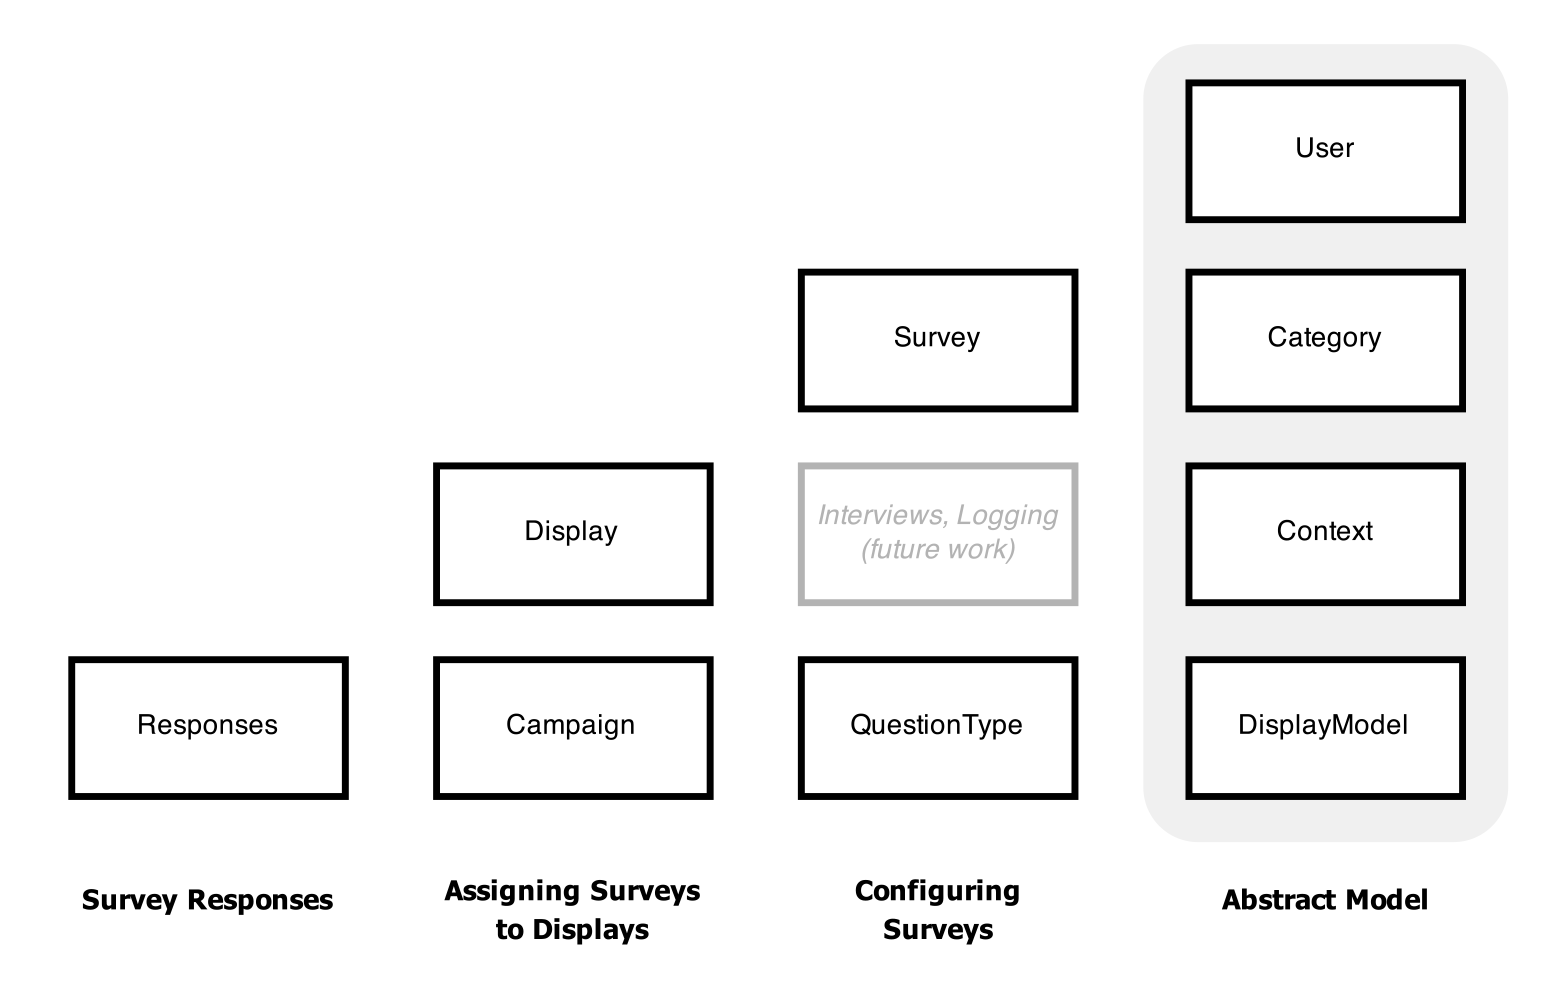 User
Survey
Category
Display
Interviews, Logging
(future work)
Context
Responses
Campaign
QuestionType
DisplayModel
Survey Responses
Assigning Surveys
to Displays
Configuring
Surveys
Abstract Model